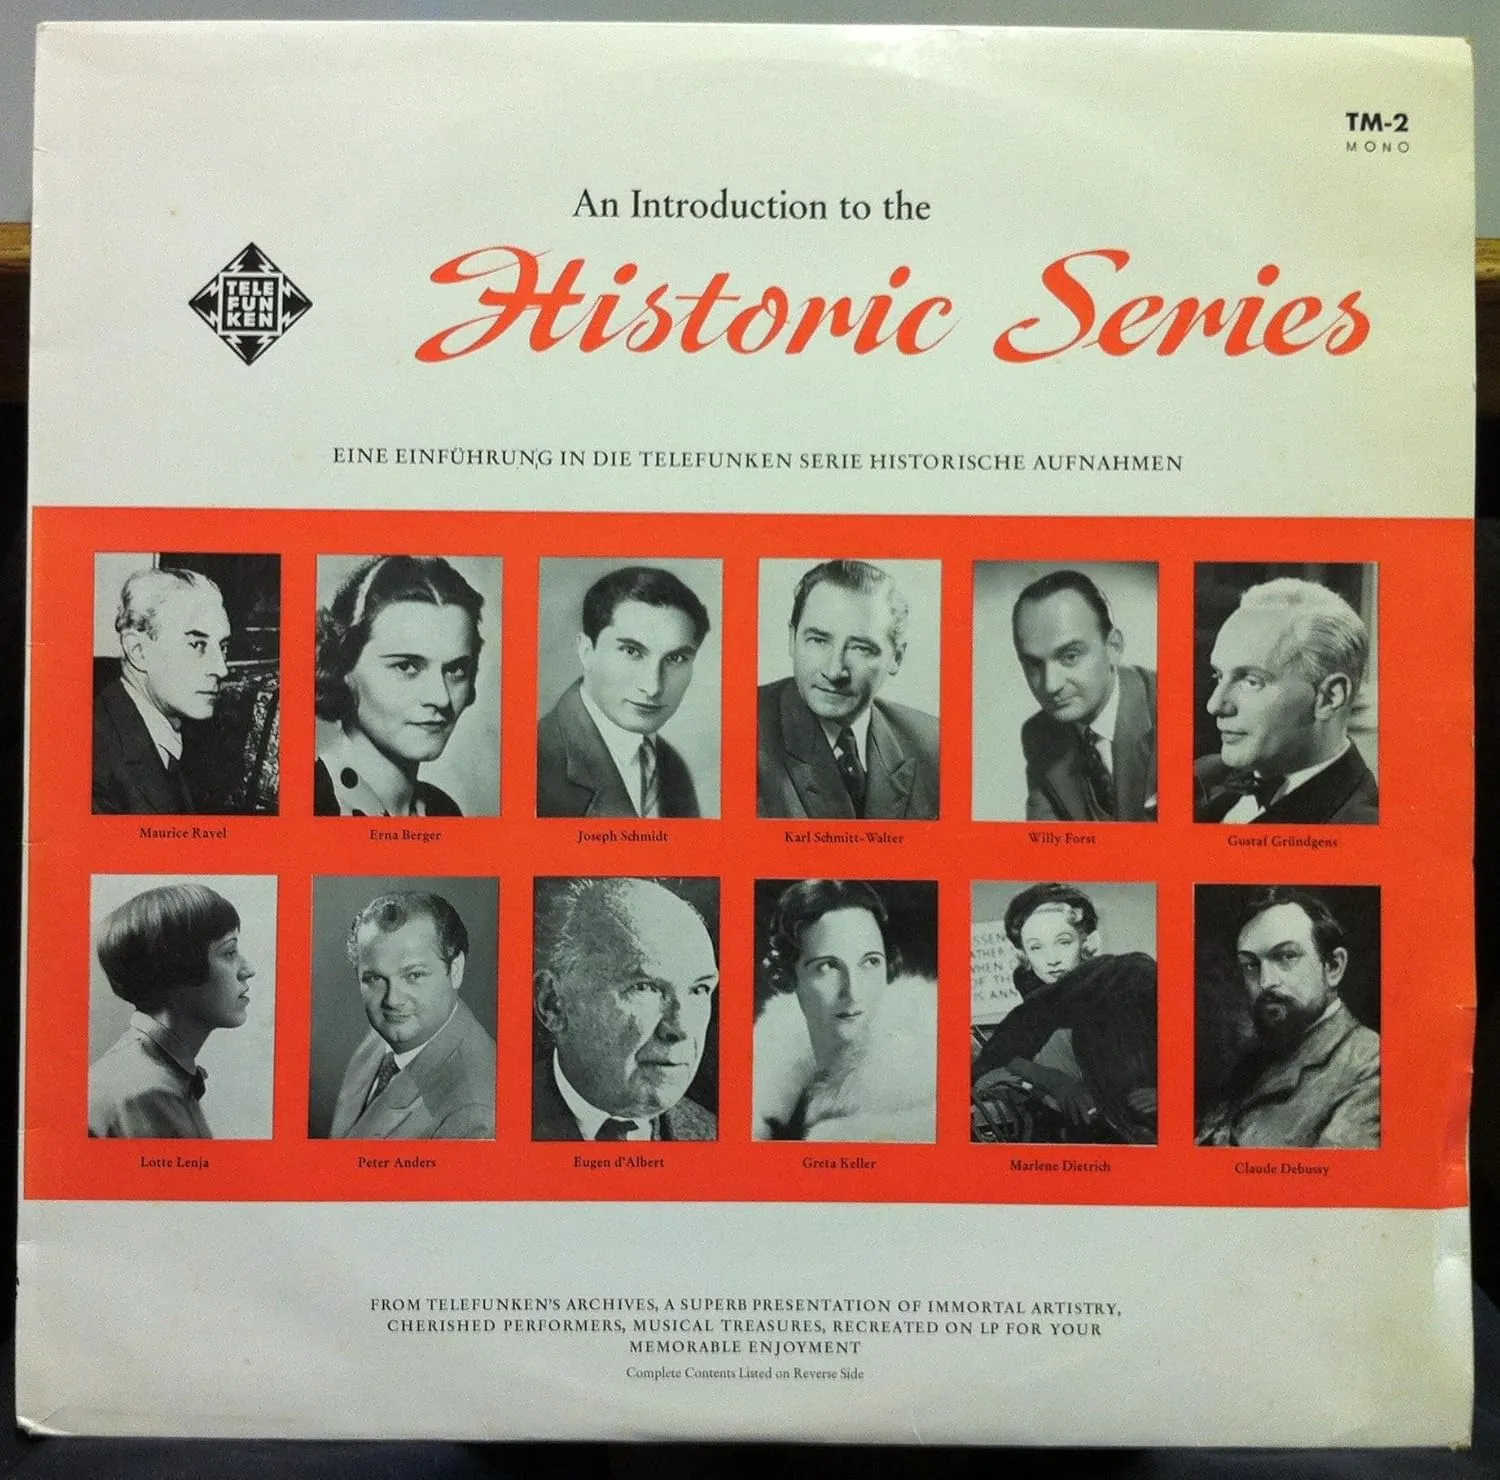 TM-2
MONO
An Introduction to the
TELE
FUN
KEN
Historic Series
EINE EINFÜHRUNG IN DIE TELEFUNKEN SERIE HISTORISCHE AUFNAHMEN
Maurice Ravel
Erna Berger
Joseph Schmidt
Karl Schmitt-Walter
Willy Forst
Gustaf Gründgens
Lotte Lenja
Peter Anders
Eugen d'Albert
Greta Keller
Marlene Dietrich
Claude Debussy
FROM TELEFUNKEN'S ARCHIVES, A SUPERB PRESENTATION OF IMMORTAL ARTISTRY,
CHERISHED PERFORMERS, MUSICAL TREASURES, RECREATED ON LP FOR YOUR
MEMORABLE ENJOYMENT
Complete Contents Listed on Reverse Side